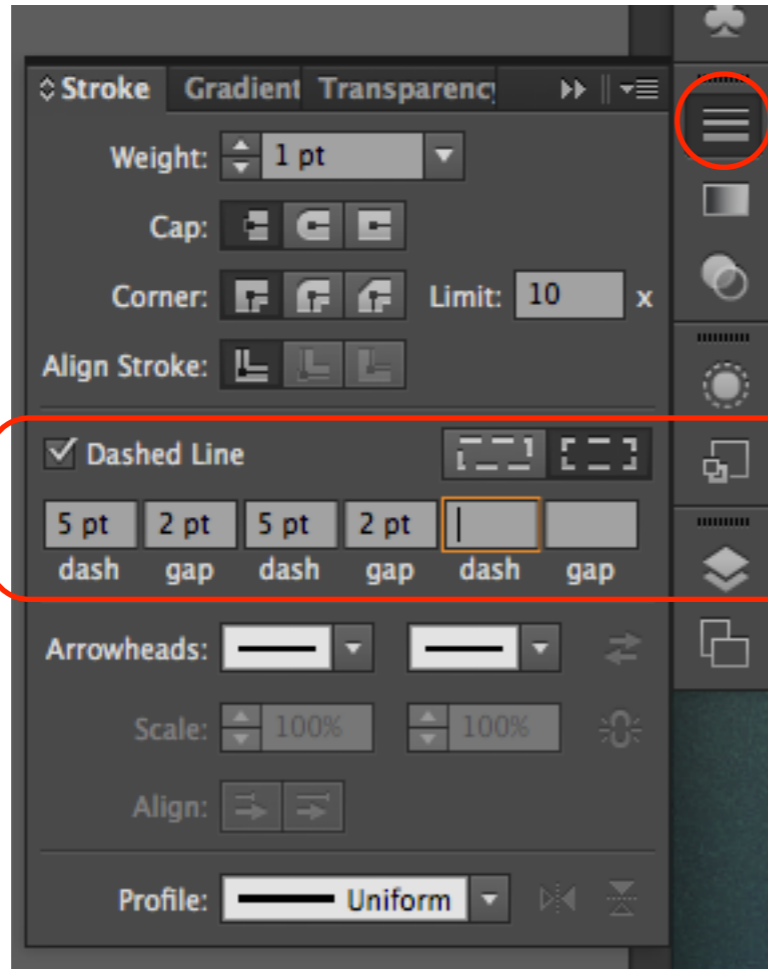 Stroke Gradient Transparenc
Weight: 1 pt
Cap:
Corner: Limit: 10 x
Align Stroke:
Dashed Line
5 pt 2 pt 5 pt 2 pt
dash gap dash gap dash gap
Arrowheads:
Scale: 100% 100%
Align:
Profile: Uniform